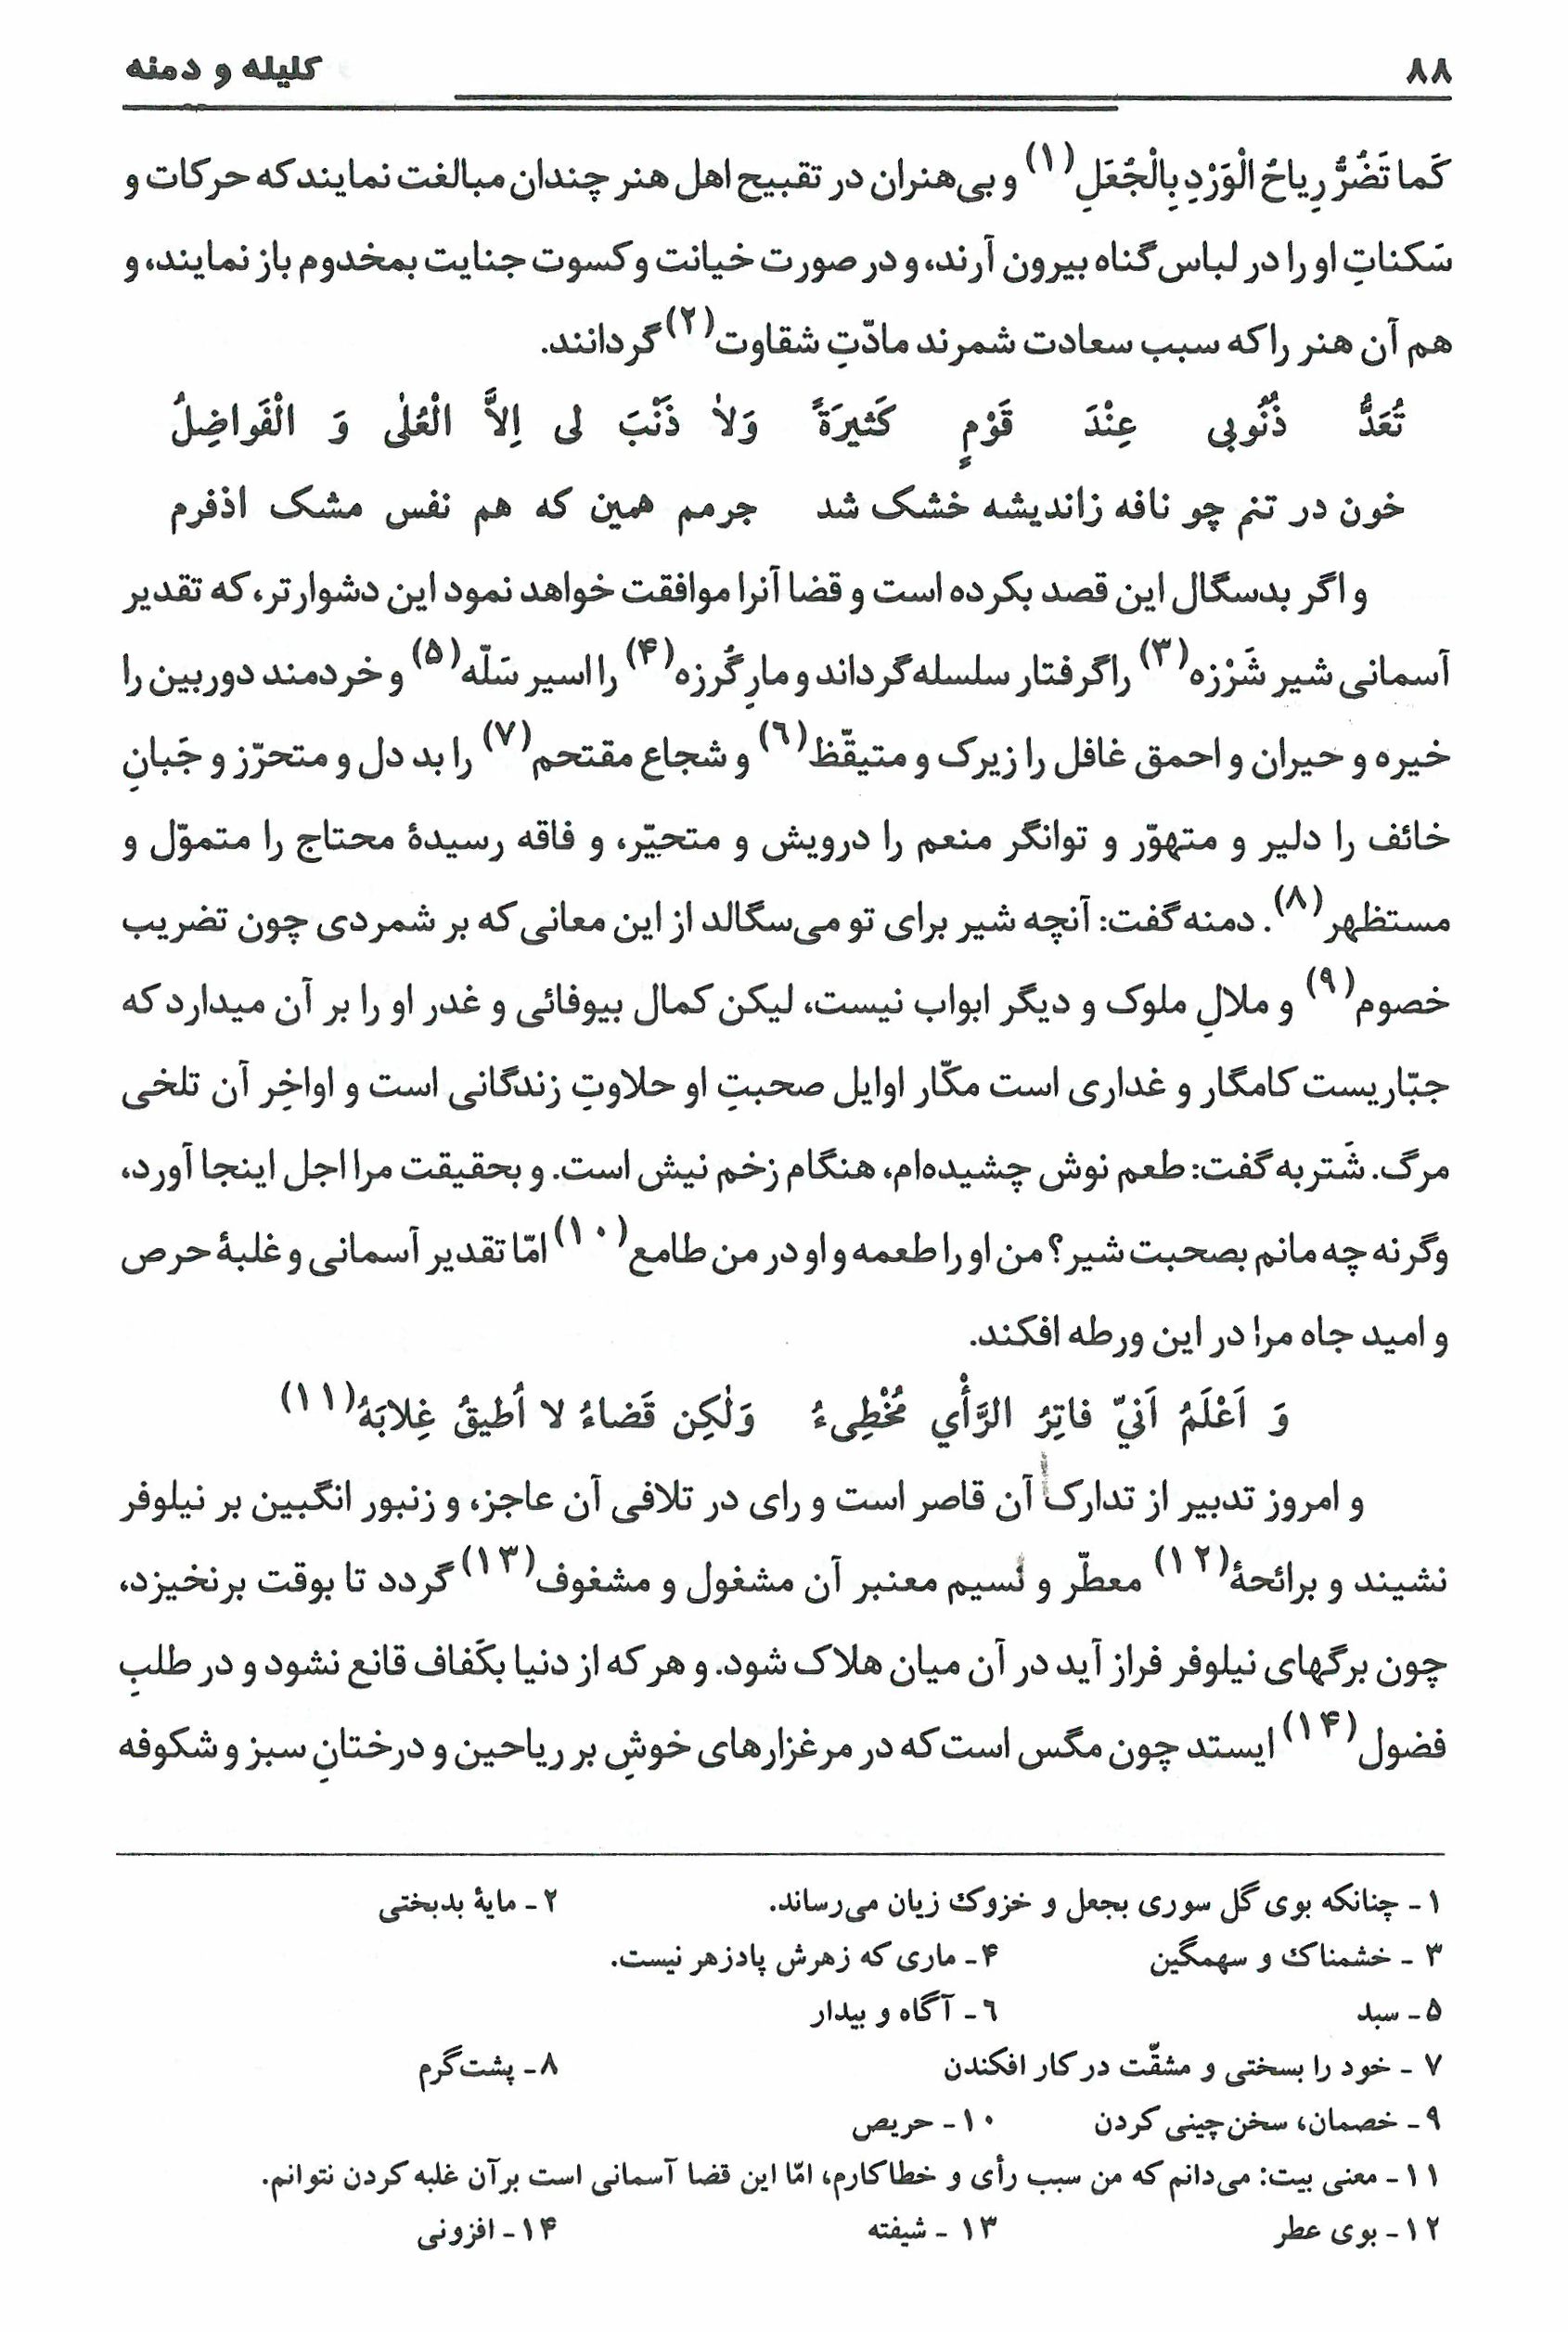 ۸۸ کلیله و دمنه
کَما تَضُرُّ رِیاحُ الْوَرْدِ بِالْجُعَلِ(۱) و بی‌هنران در تقبیح اهل هنر چندان مبالغت نمایند که حرکات و
سَکناتِ او را در لباس گناه بیرون آرند، و در صورت خیانت و کسوت جنایت بمخدوم باز نمایند، و
هم آن هنر را که سبب سعادت شمرند مادّتِ شقاوت(۲) گردانند.
تُعَدُّ ذُنُوبی عِنْدَ قَوْمٍ کَثیرَةً وَلاٰ ذَنْبَ لی اِلاَّ الْعُلٰی وَ الْفَواضِلُ
خون در تنم چو نافه زاندیشه خشک شد جرمم همین که هم نفس مشک اذفرم
و اگر بدسگال این قصد بکرده است و قضا آنرا موافقت خواهد نمود این دشوارتر، که تقدیر
آسمانی شیر شَرْزه(۳) را گرفتار سلسله گرداند و مارِ گُرزه(۴) را اسیر سَلّه(۵) و خردمند دوربین را
خیره و حیران و احمق غافل را زیرک و متیقّظ(٦) و شجاع مقتحم(۷) را بد دل و متحرّز و جَبانِ
خائف را دلیر و متهوّر و توانگر منعم را درویش و متحیّر، و فاقه رسیدهٔ محتاج را متموّل و
مستظهر(۸). دمنه گفت: آنچه شیر برای تو می‌سگالد از این معانی که بر شمردی چون تضریب
خصوم(۹) و ملالِ ملوک و دیگر ابواب نیست، لیکن کمال بیوفائی و غدر او را بر آن میدارد که
جبّاریست کامگار و غداری است مکّار اوایل صحبتِ او حلاوتِ زندگانی است و اواخِر آن تلخی
مرگ. شَتربه گفت: طعم نوش چشیده‌ام، هنگام زخم نیش است. و بحقیقت مرا اجل اینجا آورد،
وگرنه چه مانم بصحبت شیر؟ من او را طعمه و او در من طامع(۱۰) امّا تقدیر آسمانی و غلبهٔ حرص
و امید جاه مرا در این ورطه افکند.
وَ اَعْلَمُ اَنیّ فاتِرُ الرَّأْیِ مُخْطِیءُ وَلٰکِن قَضاءُ لا اُطیقُ غِلابَهُ(۱۱)
و امروز تدبیر از تدارک آن قاصر است و رای در تلافی آن عاجز، و زنبور انگبین بر نیلوفر
نشیند و برائحهٔ(۱۲) معطّر و نسیم معنبر آن مشغول و مشغوف(۱۳) گردد تا بوقت برنخیزد،
چون برگهای نیلوفر فراز آید در آن میان هلاک شود. و هر که از دنیا بکَفاف قانع نشود و در طلبِ
فضول(۱۴) ایستد چون مگس است که در مرغزارهای خوشِ بر ریاحین و درختانِ سبز و شکوفه
۱- چنانکه بوی گل سوری بجعل و خزوک زیان می‌رساند. ۲- مایهٔ بدبختی
۳ - خشمناک و سهمگین ۴- ماری که زهرش پادزهر نیست.
۵- سبد ٦- آگاه و بیدار
۷ - خود را بسختی و مشقّت در کار افکندن ۸- پشت‌گرم
۹- خصمان، سخن‌چینی کردن ۱۰- حریص
۱۱- معنی بیت: می‌دانم که من سبب رأی و خطاکارم، امّا این قضا آسمانی است برآن غلبه کردن نتوانم.
۱۲- بوی عطر ۱۳ - شیفته ۱۴- افزونی